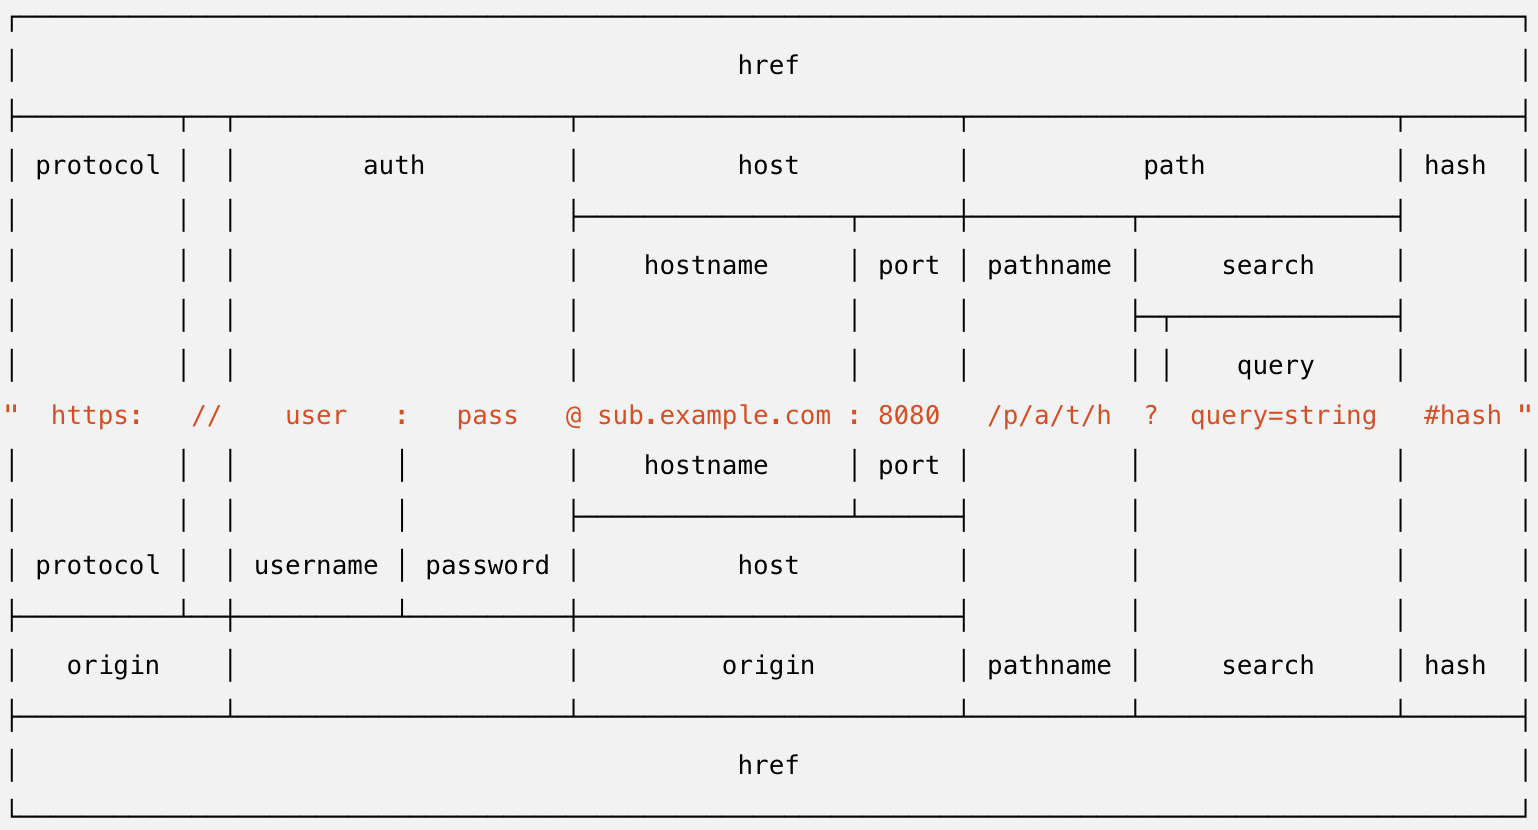 href
protocol auth host path hash
hostname port pathname search
query
" https: // user : pass @ sub.example.com : 8080 /p/a/t/h ? query=string #hash "
hostname port
protocol username password host
origin origin pathname search hash
href